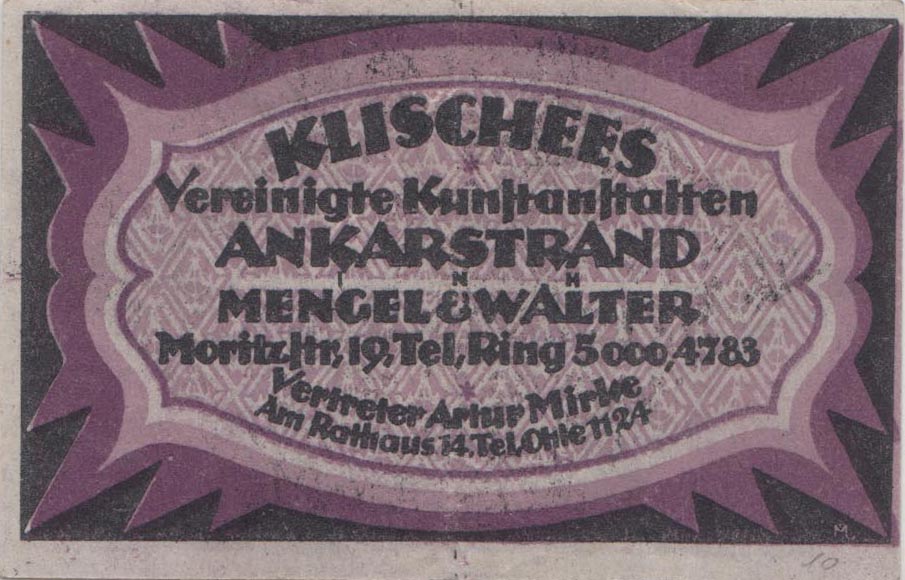 KLISCHEES
Vereinigte Kunstanstalten
ANKARSTRAND
INH
MENGEL & WALTER
Moritzstr, 19, Tel, Ring 5000, 4783
Vertreter Artur Mirke
Am Rathaus 14. Tel. Ohle 1124
M
10